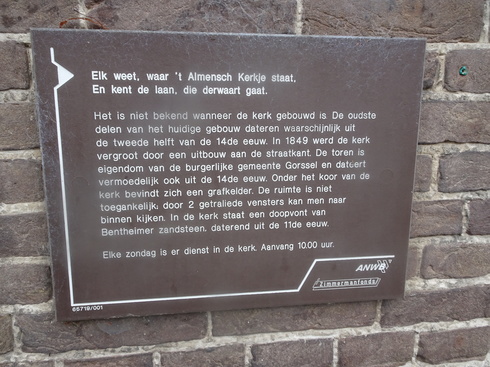 Elk weet, waar 't Almensch Kerkje staat,
En kent de laan, die derwaart gaat.
Het is niet bekend wanneer de kerk gebouwd is De oudste
delen van het huidige gebouw dateren waarschijnlijk uit
de tweede helft van de 14de eeuw. In 1849 werd de kerk
vergroot door een uitbouw aan de straatkant. De toren is
eigendom van de burgerlijke gemeente Gorssel en dateert
vermoedelijk ook uit de 14de eeuw. Onder het koor van de
kerk bevindt zich een grafkelder. De ruimte is niet
toegankelijk; door 2 getraliede vensters kan men naar
binnen kijken. In de kerk staat een doopvont van
Bentheimer zandsteen, daterend uit de 11de eeuw.
Elke zondag is er dienst in de kerk. Aanvang 10.00 uur.
ANWB
Zimmermanfonds
65719/001